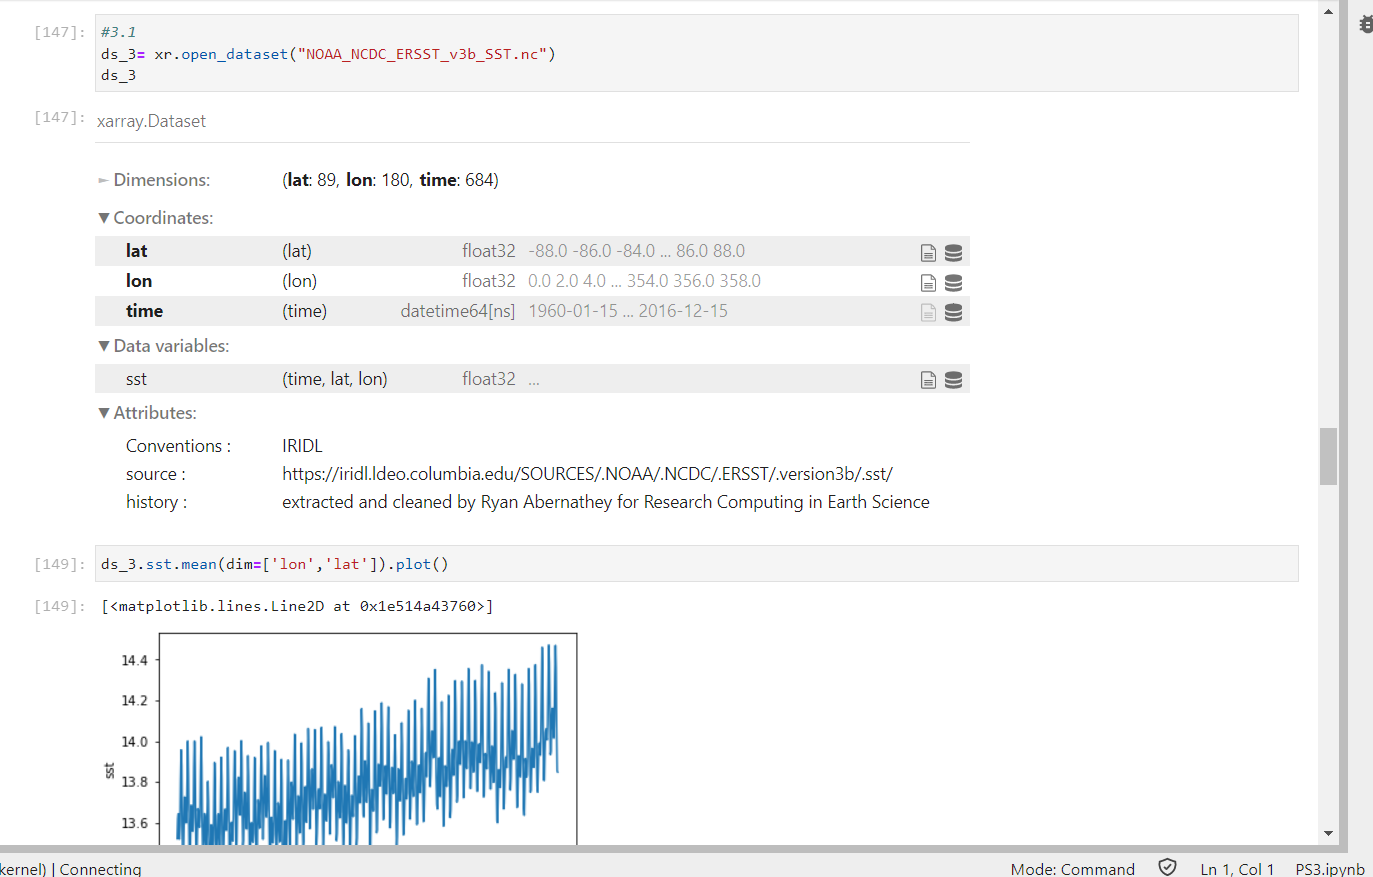 [147]: #3.1
ds_3= xr.open_dataset("NOAA_NCDC_ERSST_v3b_SST.nc")
ds_3
[147]: xarray.Dataset
► Dimensions: (lat: 89, lon: 180, time: 684)
▼ Coordinates:
lat (lat) float32 -88.0 -86.0 -84.0 ... 86.0 88.0
lon (lon) float32 0.0 2.0 4.0 ... 354.0 356.0 358.0
time (time) datetime64[ns] 1960-01-15 ... 2016-12-15
▼ Data variables:
sst (time, lat, lon) float32 ...
▼ Attributes:
Conventions : IRIDL
source : https://iridl.ldeo.columbia.edu/SOURCES/.NOAA/.NCDC/.ERSST/.version3b/.sst/
history : extracted and cleaned by Ryan Abernathey for Research Computing in Earth Science
[149]: ds_3.sst.mean(dim=['lon','lat']).plot()
[149]: [<matplotlib.lines.Line2D at 0x1e514a43760>]
14.4
14.2
14.0
sst
13.8
13.6
kernel) | Connecting Mode: Command Ln 1, Col 1 PS3.ipynb